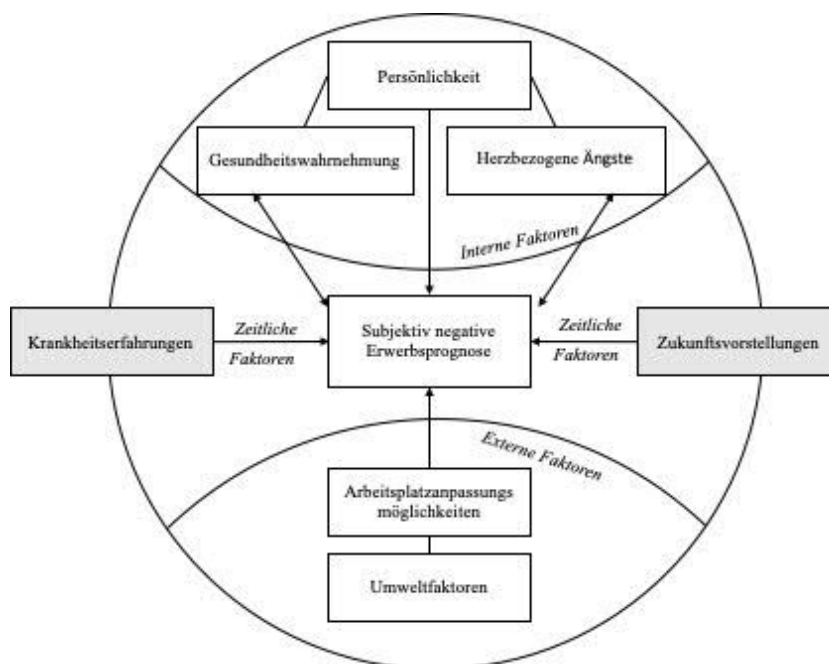 Persönlichkeit
Gesundheitswahrnehmung
Herzbezogene Ängste
Interne Faktoren
Krankheitserfahrungen
Zeitliche
Faktoren
Subjektiv negative
Erwerbsprognose
Zeitliche
Faktoren
Zukunftsvorstellungen
Externe Faktoren
Arbeitsplatzanpassungs
möglichkeiten
Umweltfaktoren